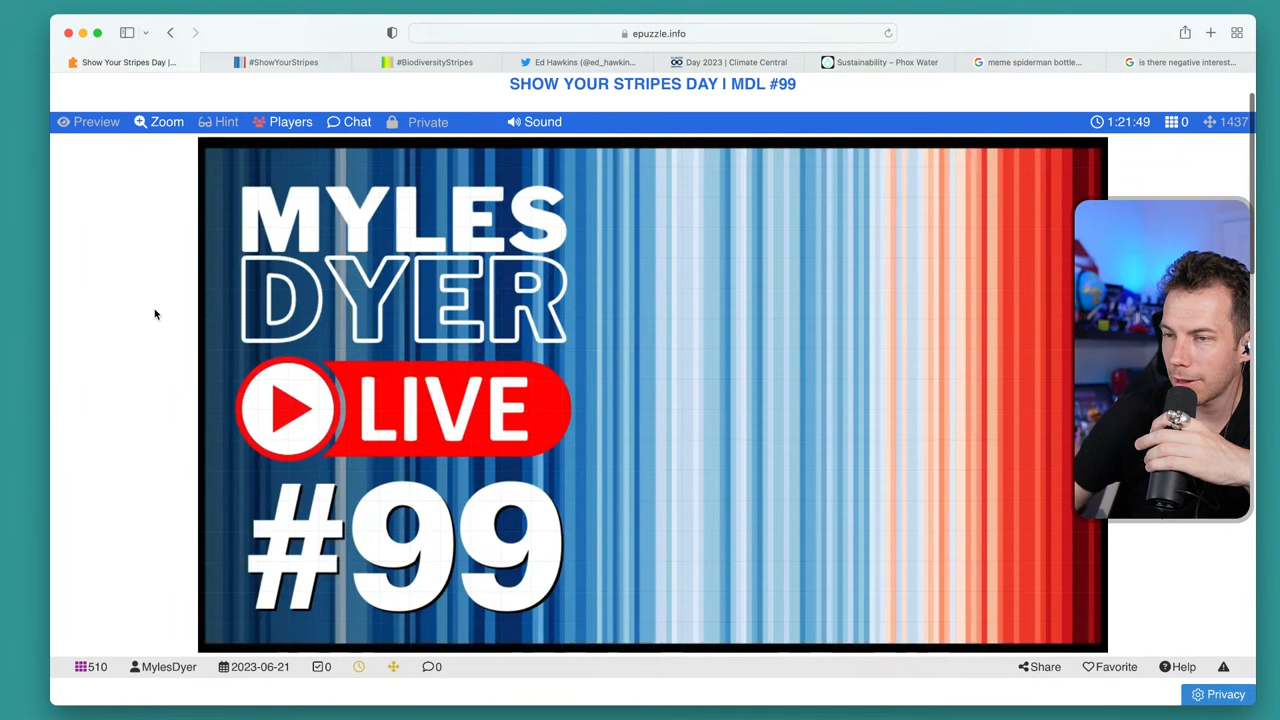 epuzzle.info
Show Your Stripes Day |...
#ShowYourStripes
#BiodiversityStripes
Ed Hawkins (@ed_hawkin...
Day 2023 | Climate Central
Sustainability – Phox Water
meme spiderman bottle...
is there negative interest...
SHOW YOUR STRIPES DAY | MDL #99
Preview
Zoom
Hint
Players
Chat
Private
Sound
1:21:49
0
1437
MYLES
DYER
LIVE
#99
510
MylesDyer
2023-06-21
0
0
Share
Favorite
Help
Privacy